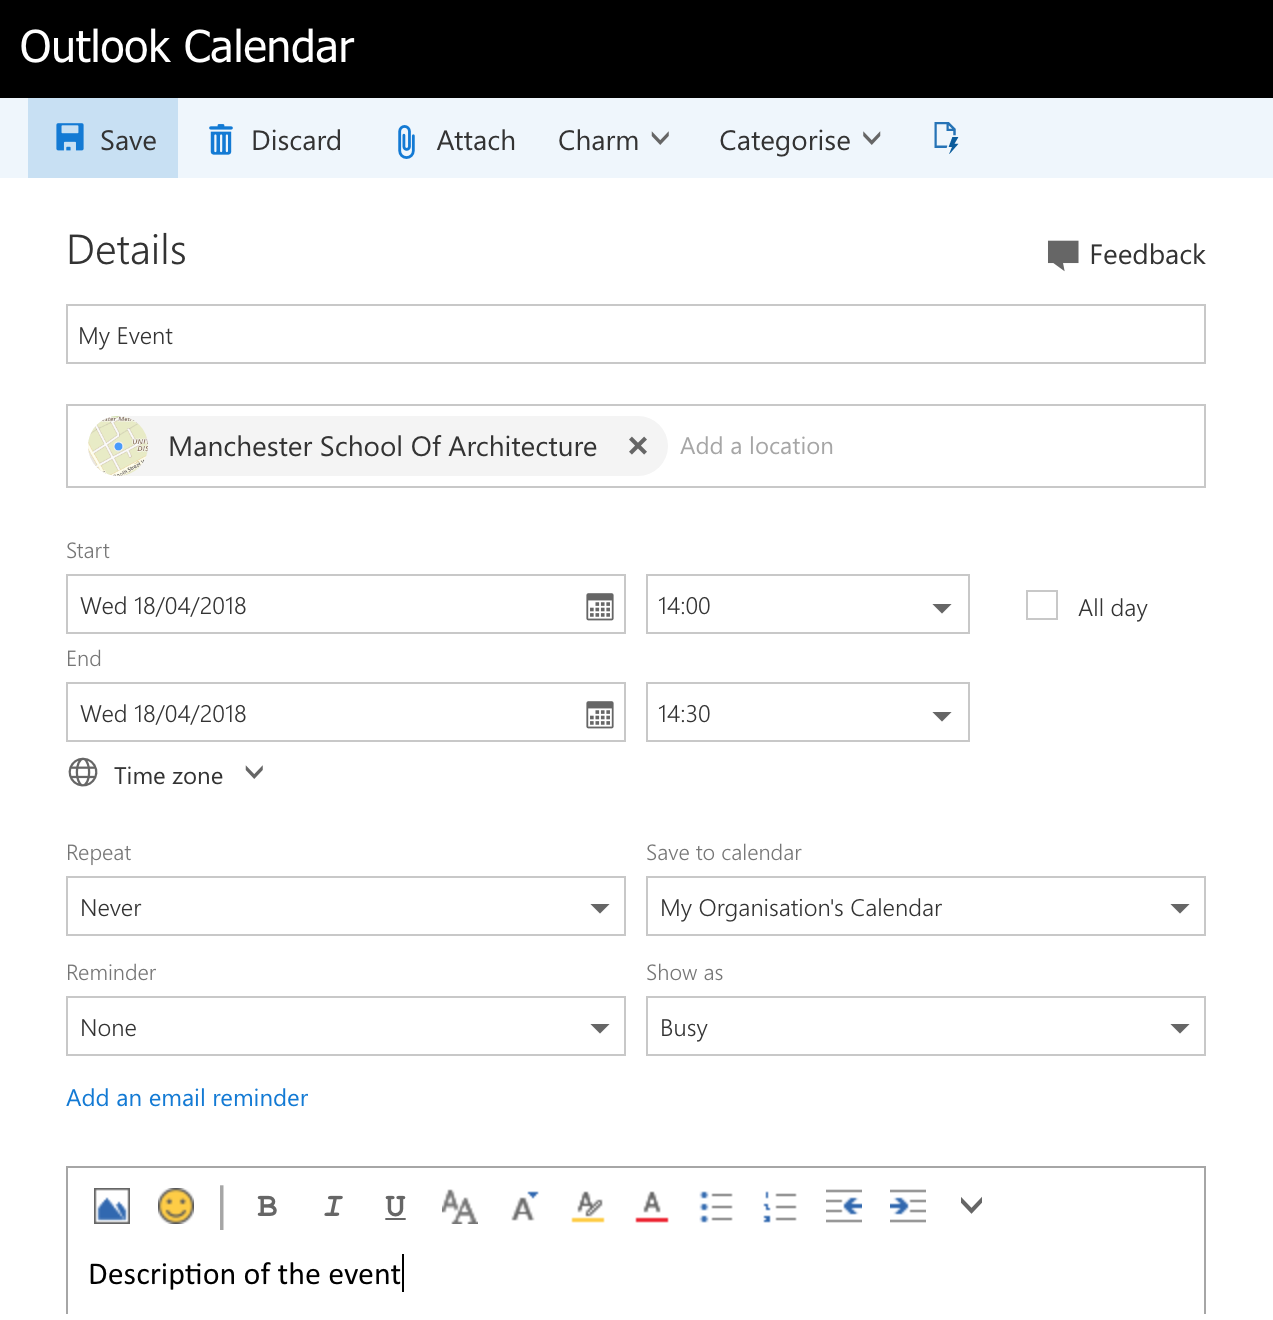 Outlook Calendar
Save Discard Attach Charm Categorise
Details
Feedback
My Event
Manchester School Of Architecture Add a location
Start
Wed 18/04/2018 14:00 All day
End
Wed 18/04/2018 14:30
Time zone
Repeat Save to calendar
Never My Organisation's Calendar
Reminder Show as
None Busy
Add an email reminder
B I U AA A A A
Description of the event